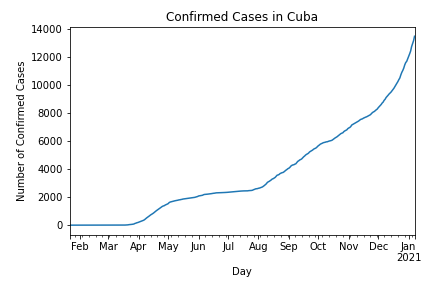 Confirmed Cases in Cuba
Number of Confirmed Cases
14000
12000
10000
8000
6000
4000
2000
0
Feb Mar Apr May Jun Jul Aug Sep Oct Nov Dec Jan
2021
Day